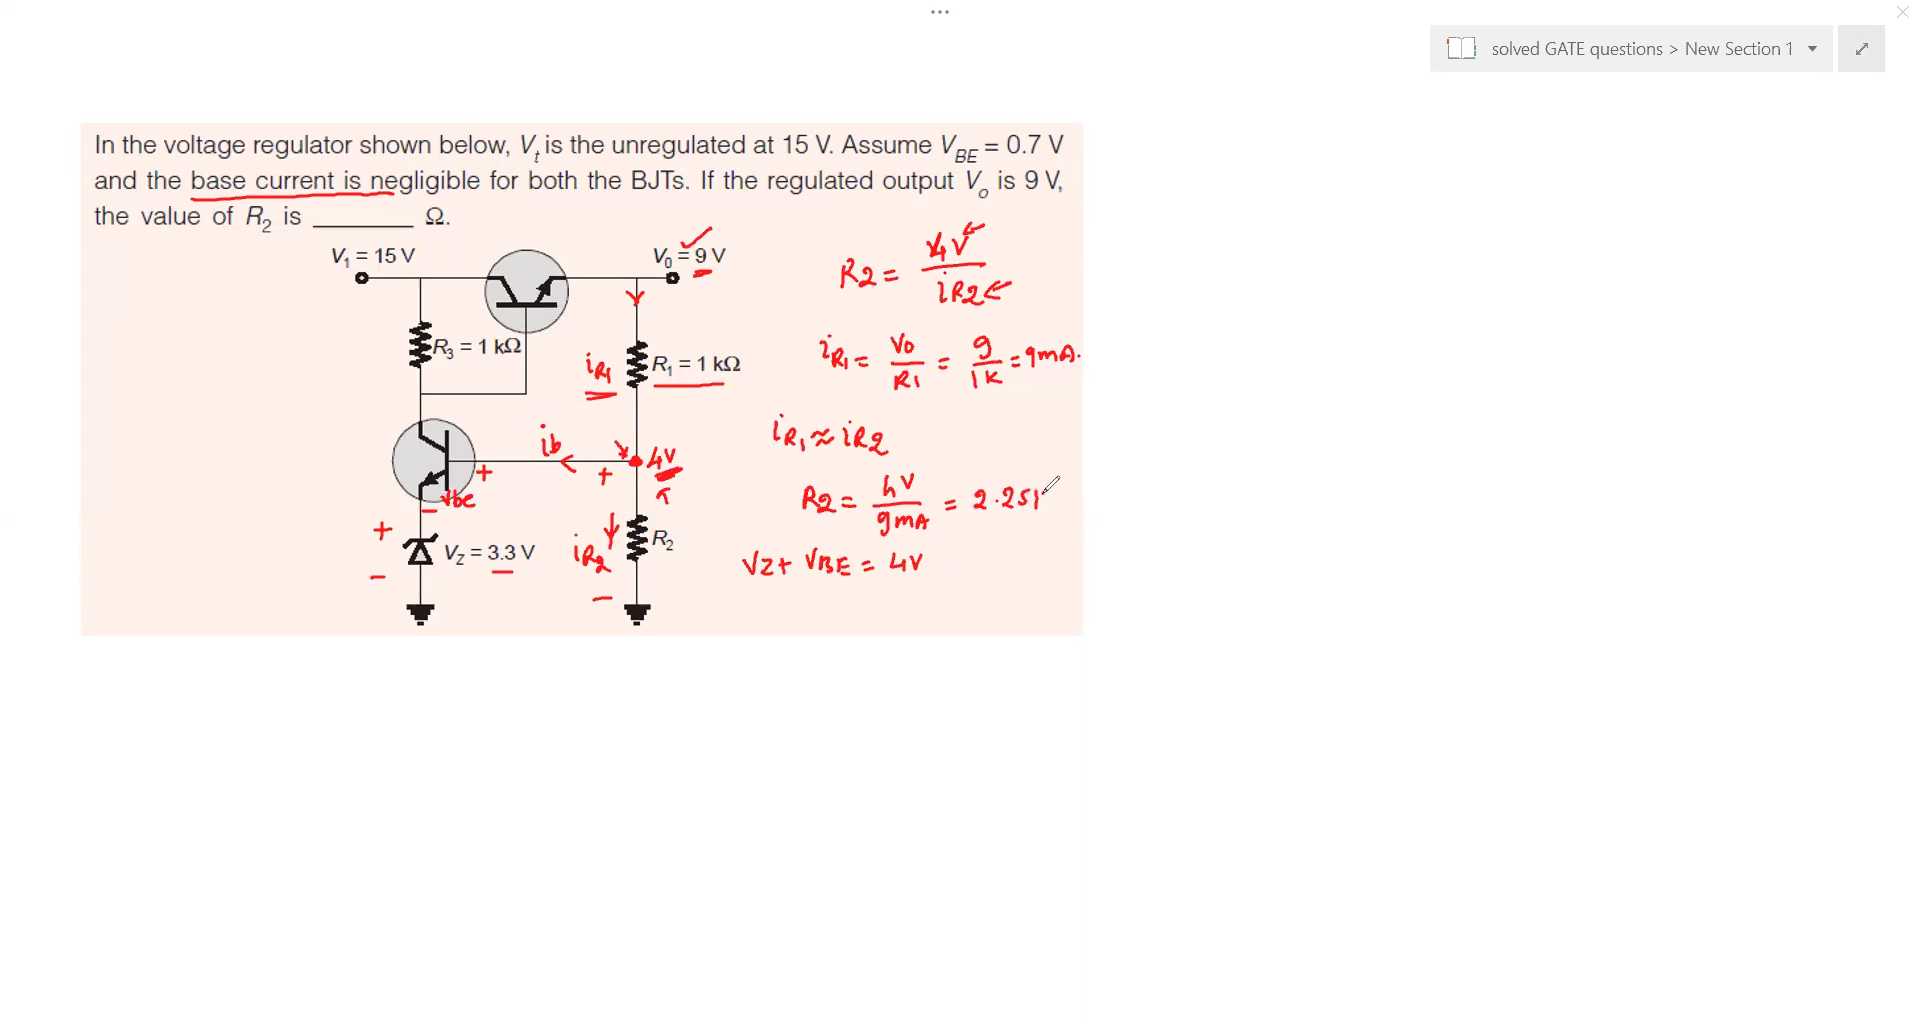 ...
solved GATE questions > New Section 1
In the voltage regulator shown below, Vt is the unregulated at 15 V. Assume VBE = 0.7 V
and the base current is negligible for both the BJTs. If the regulated output Vo is 9 V,
the value of R2 is ________ Ω.
V1 = 15 V
V0 = 9 V
R2 = 4V / iR2
R3 = 1 kΩ
iR1
R1 = 1 kΩ
iR1 = V0 / R1 = 9 / 1K = 9mA.
iR1 ≈ iR2
ib
+
+
4V
- Vbe
R2 = 4V / 9mA = 2.25
+
VZ = 3.3 V
-
iR2
R2
-
VZ + VBE = 4V